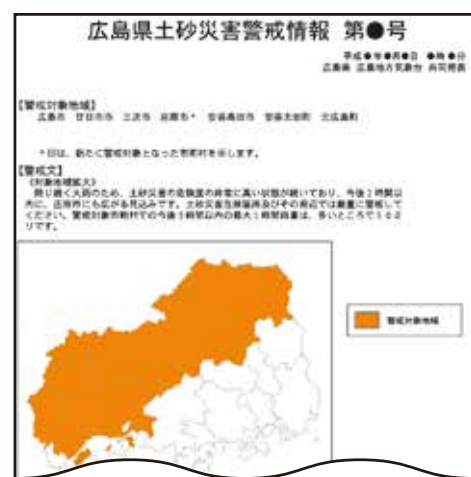 広島県土砂災害警戒情報 第●号
平成●年●月●日 ●時●分
広島県 広島地方気象台 共同発表
【警戒対象地域】
広島市 廿日市市 三次市 庄原市* 安芸高田市 安芸太田町 北広島町
*印は、新たに警戒対象となった市町村を示します。
【警戒文】
《対象地域拡大》
降り続く大雨のため、土砂災害の危険度の非常に高い状態が続いており、今後2時間以
内に、庄原市にも広がる見込みです。土砂災害危険箇所及びその周辺では厳重に警戒して
ください。警戒対象市町村での今後3時間以内の最大1時間雨量は、多いところで10ミ
リです。
警戒対象地域